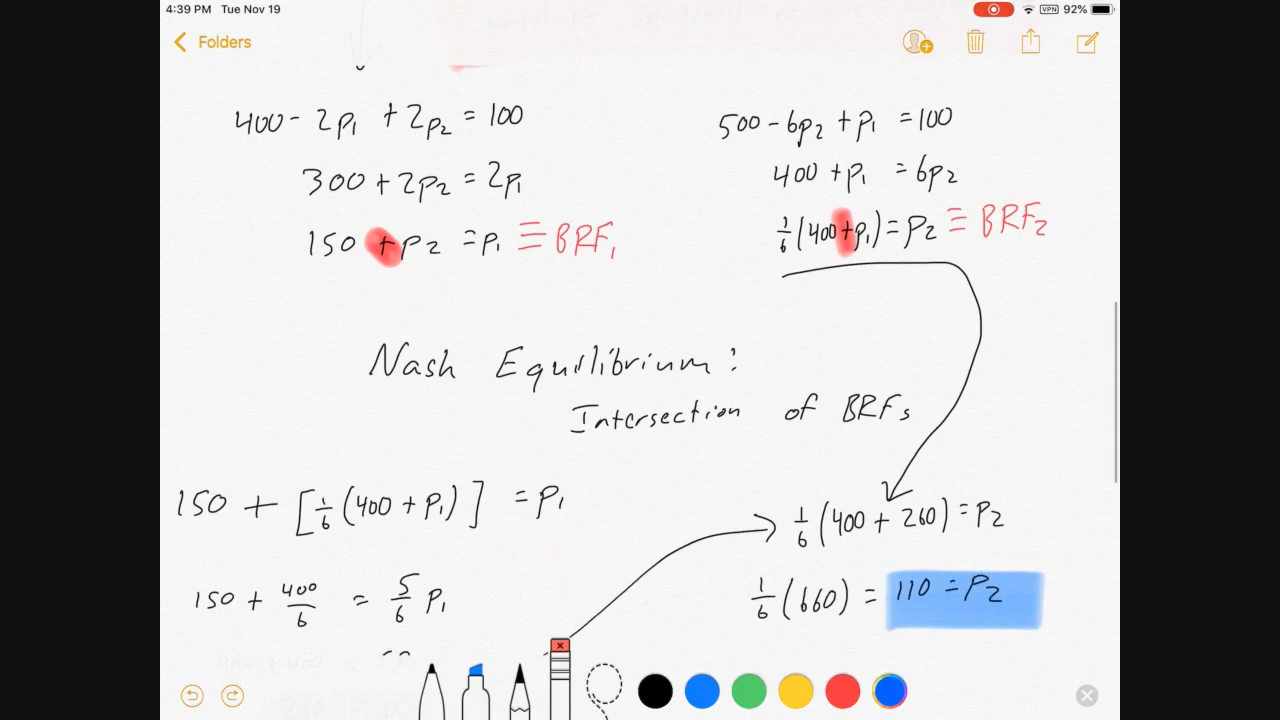 4:39 PM Tue Nov 19
VPN 92%
Folders
400 - 2p₁ + 2p₂ = 100
300 + 2p₂ = 2p₁
150 + p₂ = p₁ ≡ BRF₁
500 - 6p₂ + p₁ = 100
400 + p₁ = 6p₂
1/6 (400 + p₁) = p₂ ≡ BRF₂
Nash Equilibrium:
Intersection of BRFs
150 + [1/6 (400 + p₁)] = p₁
150 + 400/6 = 5/6 p₁
1/6 (400 + 260) = p₂
1/6 (660) = 110 = p₂